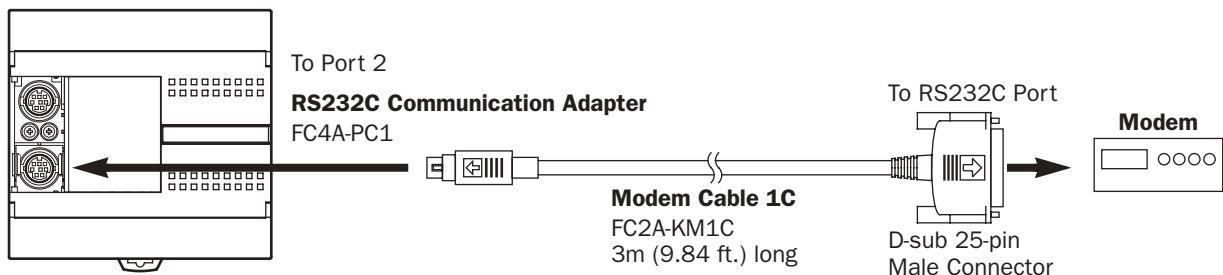 To Port 2
RS232C Communication Adapter
FC4A-PC1
Modem Cable 1C
FC2A-KM1C
3m (9.84 ft.) long
To RS232C Port
D-sub 25-pin
Male Connector
Modem